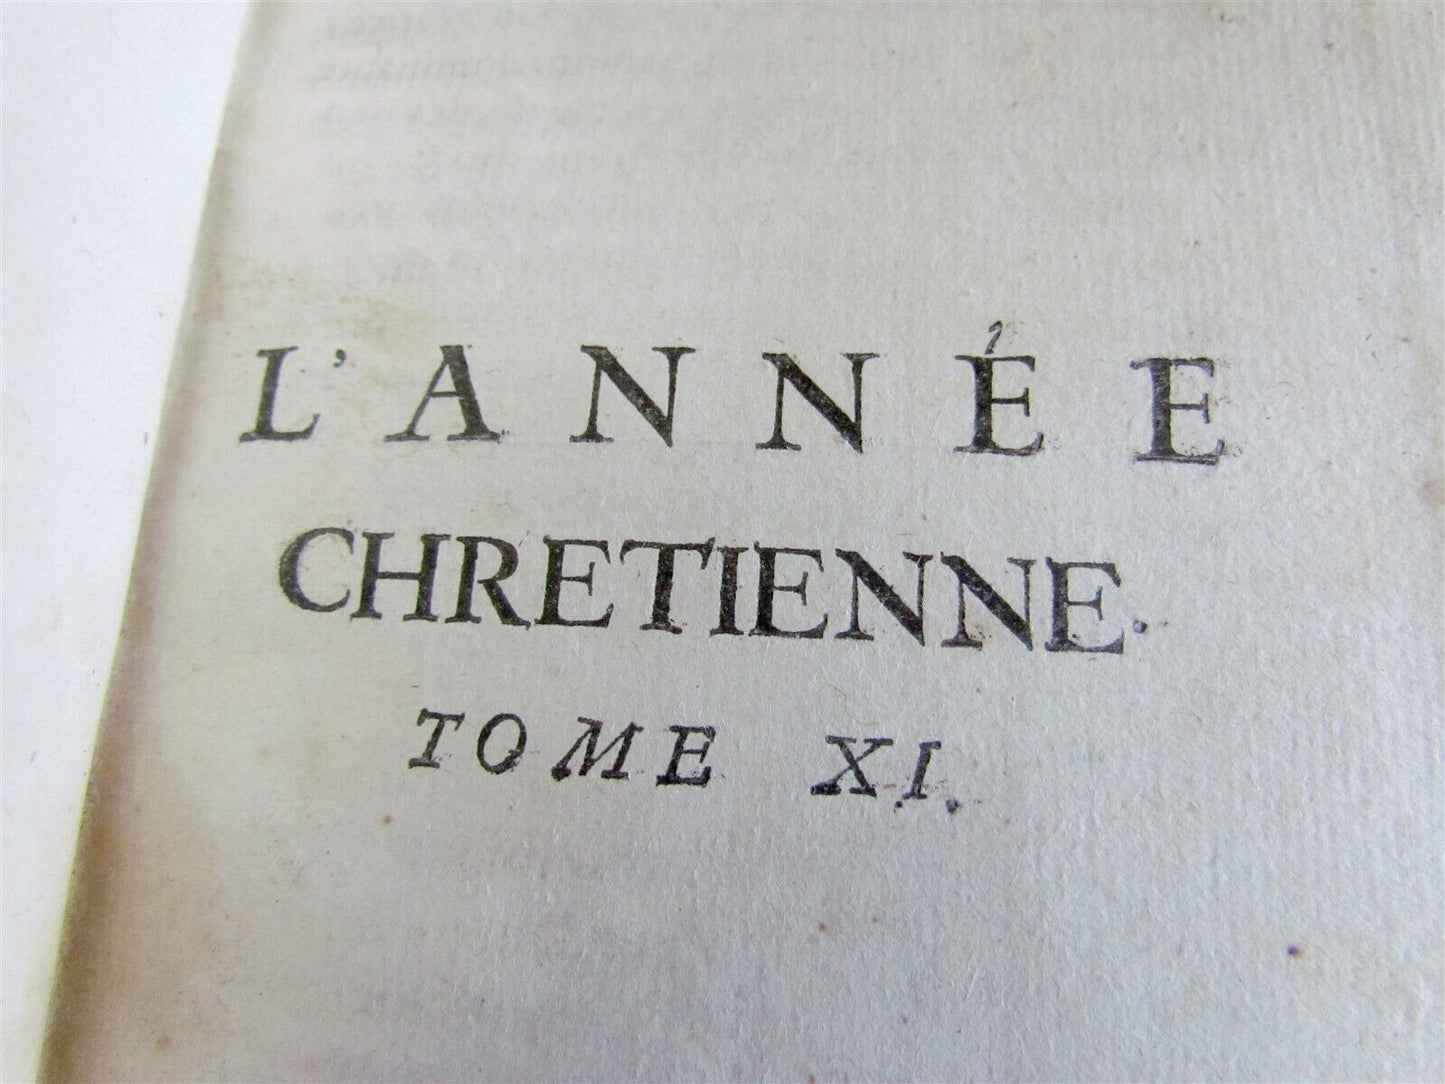 L'ANNÉE
CHRETIENNE.
TOME XI.